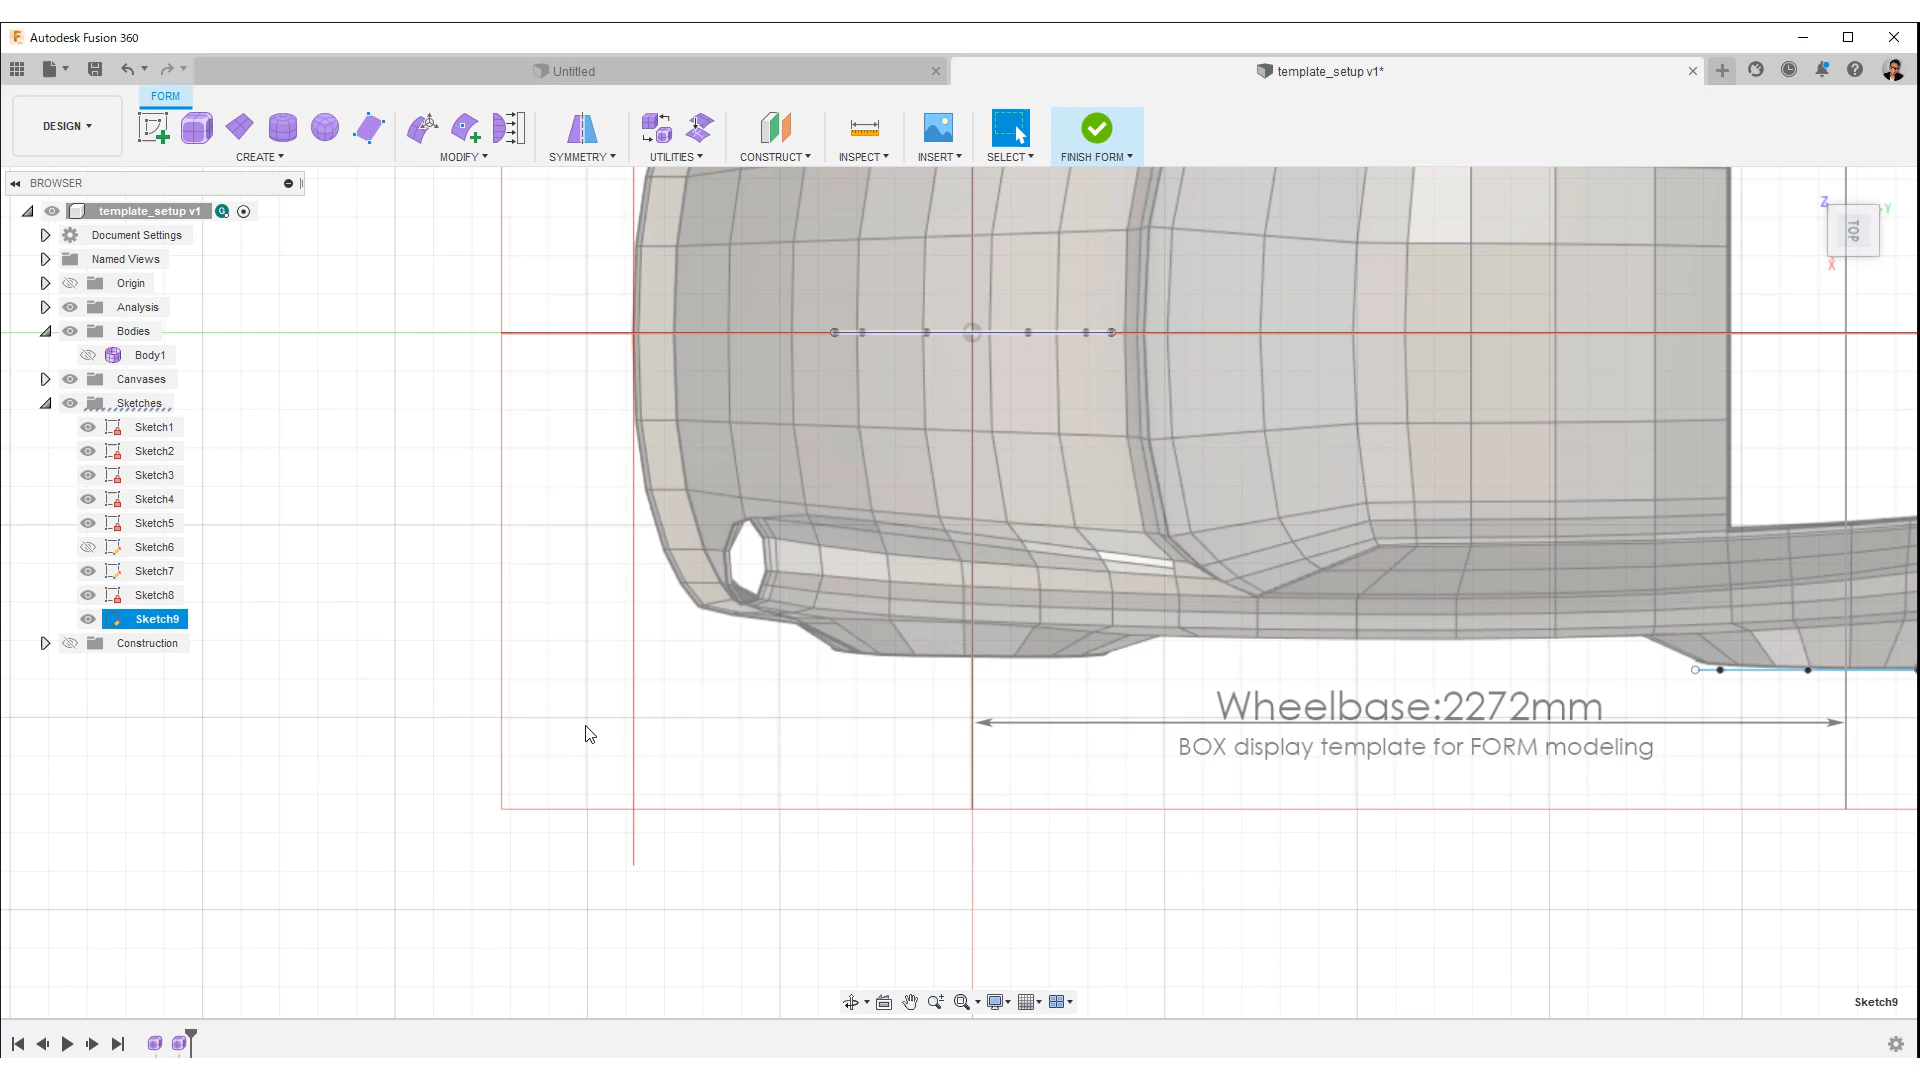 Autodesk Fusion 360
Untitled
template_setup v1*
FORM
DESIGN
CREATE
MODIFY
SYMMETRY
UTILITIES
CONSTRUCT
INSPECT
INSERT
SELECT
FINISH FORM
BROWSER
template_setup v1
Document Settings
Named Views
Origin
Analysis
Bodies
Body1
Canvases
Sketches
Sketch1
Sketch2
Sketch3
Sketch4
Sketch5
Sketch6
Sketch7
Sketch8
Sketch9
Construction
Z
Y
TOP
X
Wheelbase:2272mm
BOX display template for FORM modeling
Sketch9